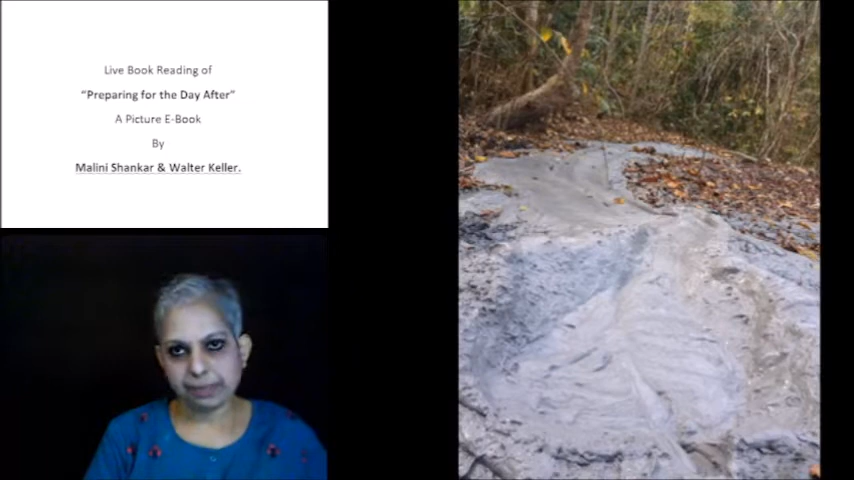 Live Book Reading of
“Preparing for the Day After”
A Picture E-Book
By
Malini Shankar & Walter Keller.